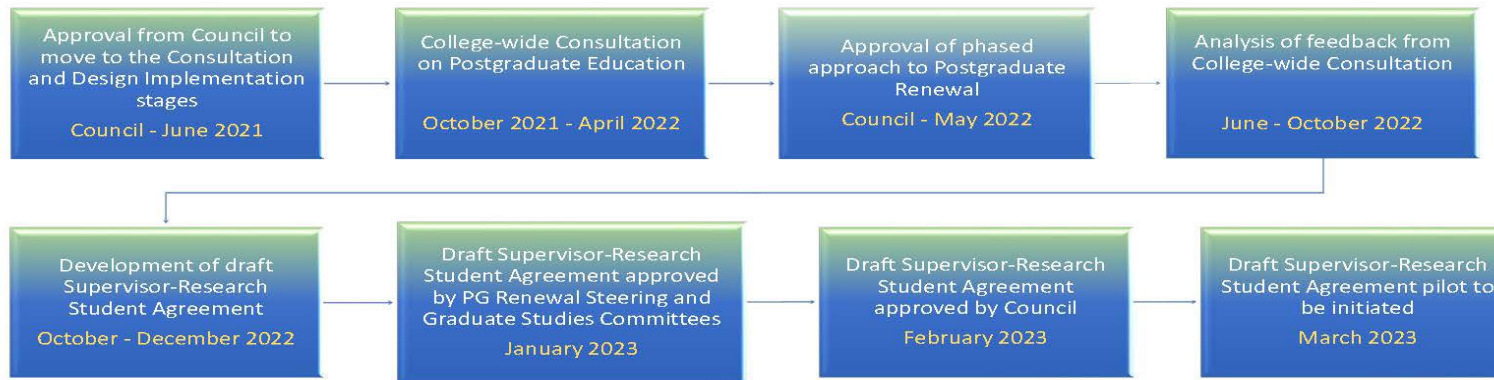 Approval from Council to
move to the Consultation
and Design Implementation
stages
Council - June 2021
College-wide Consultation
on Postgraduate Education
October 2021 - April 2022
Approval of phased
approach to Postgraduate
Renewal
Council - May 2022
Analysis of feedback from
College-wide Consultation
June - October 2022
Development of draft
Supervisor-Research
Student Agreement
October - December 2022
Draft Supervisor-Research
Student Agreement approved
by PG Renewal Steering and
Graduate Studies Committees
January 2023
Draft Supervisor-Research
Student Agreement
approved by Council
February 2023
Draft Supervisor-Research
Student Agreement pilot to
be initiated
March 2023